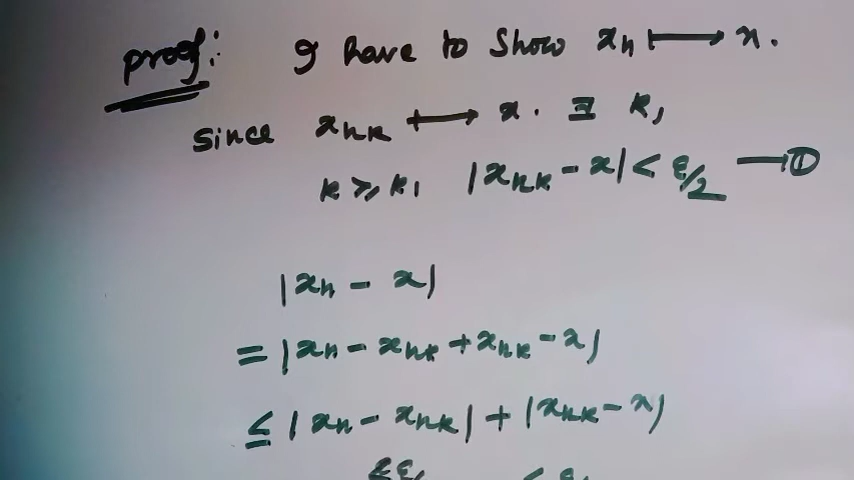 proof: I have to show xₙ ⟼ x.
since xₙₖ ⟼ x. ∃ k₁
k ≥ k₁ |xₙₖ - x| < ε/2 —①
|xₙ - x|
= |xₙ - xₙₖ + xₙₖ - x|
≤ |xₙ - xₙₖ| + |xₙₖ - x|